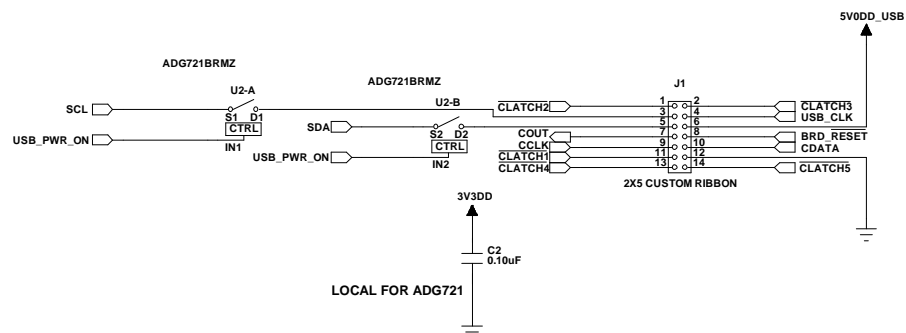 5V0DD_USB
ADG721BRMZ
ADG721BRMZ
U2-A
J1
U2-B
SCL
S1 D1
CTRL
IN1
USB_PWR_ON
SDA
S2 D2
CTRL
IN2
USB_PWR_ON
CLATCH2
1
2
CLATCH3
3
4
USB_CLK
5
6
COUT
7
8
BRD_RESET
CCLK
9
10
CDATA
CLATCH1
11
12
CLATCH4
13
14
CLATCH5
2X5 CUSTOM RIBBON
3V3DD
C2
0.10uF
LOCAL FOR ADG721